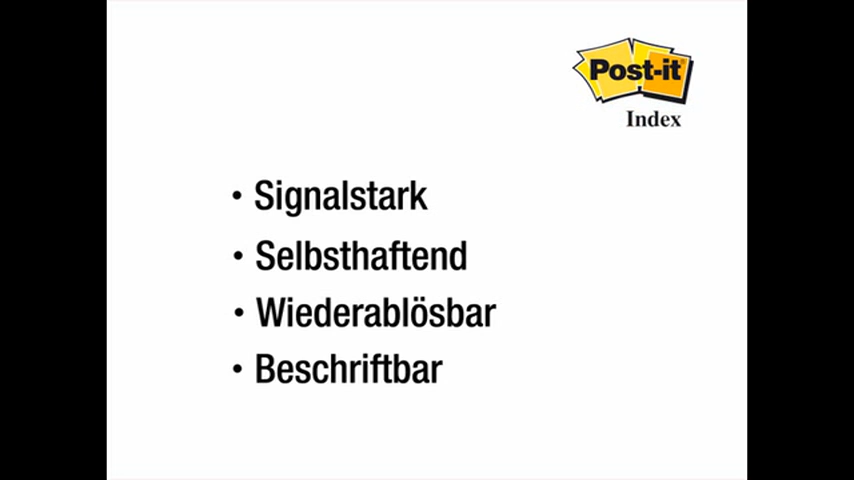 Post-it
Index
• Signalstark
• Selbsthaftend
• Wiederablösbar
• Beschriftbar